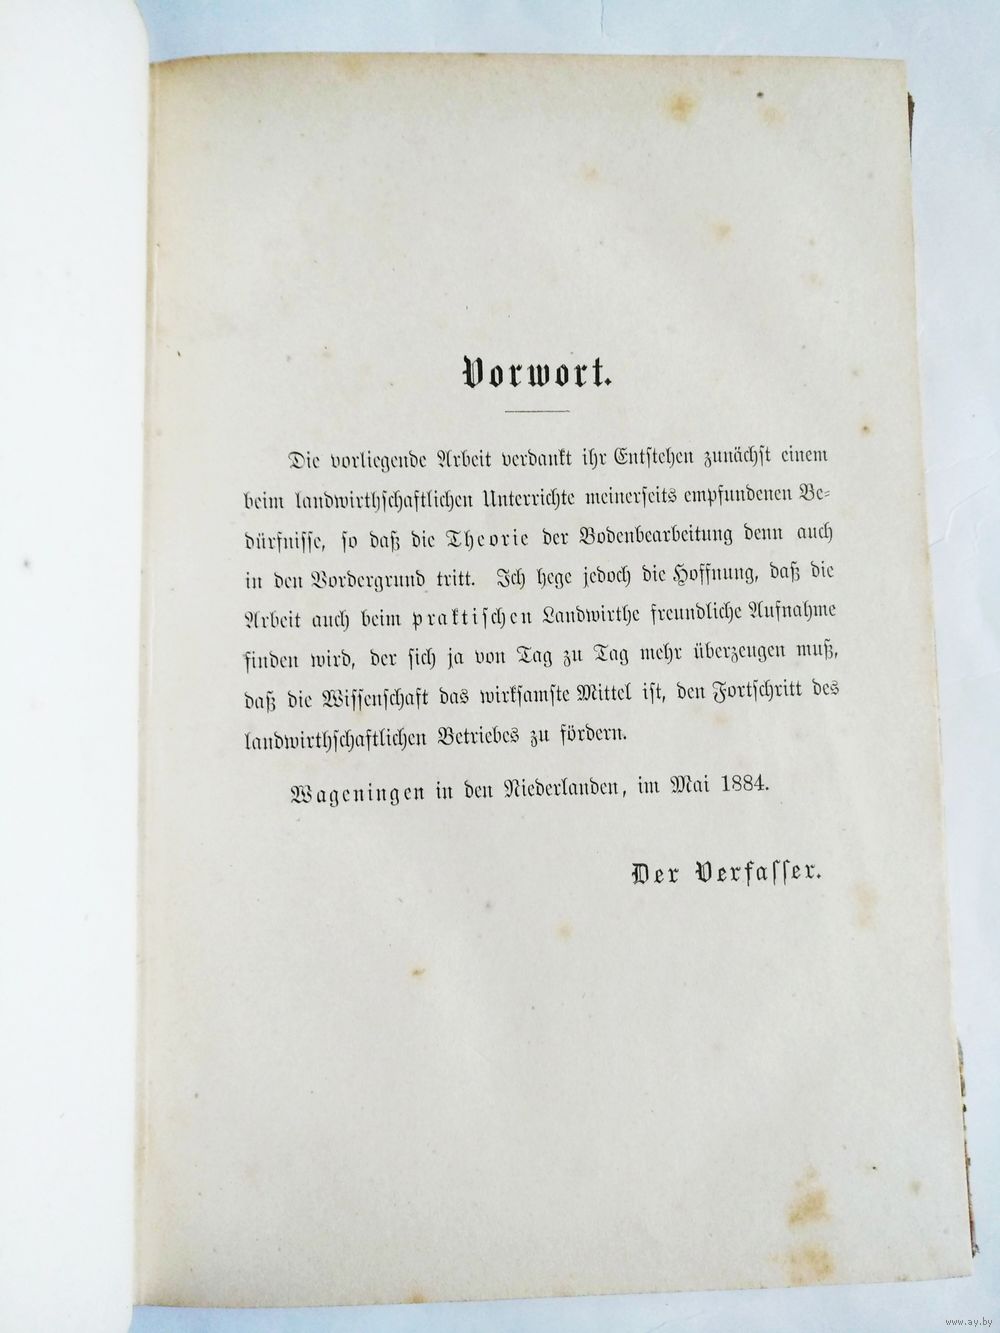 Vorwort.
Die vorliegende Arbeit verdankt ihr Entstehen zunächst einem
beim landwirthschaftlichen Unterrichte meinerseits empfundenen Be-
dürfnisse, so daß die Theorie der Bodenbearbeitung denn auch
in den Vordergrund tritt. Ich hege jedoch die Hoffnung, daß die
Arbeit auch beim praktischen Landwirthe freundliche Aufnahme
finden wird, der sich ja von Tag zu Tag mehr überzeugen muß,
daß die Wissenschaft das wirksamste Mittel ist, den Fortschritt des
landwirthschaftlichen Betriebes zu fördern.
Wageningen in den Niederlanden, im Mai 1884.
Der Verfasser.
www.ay.by